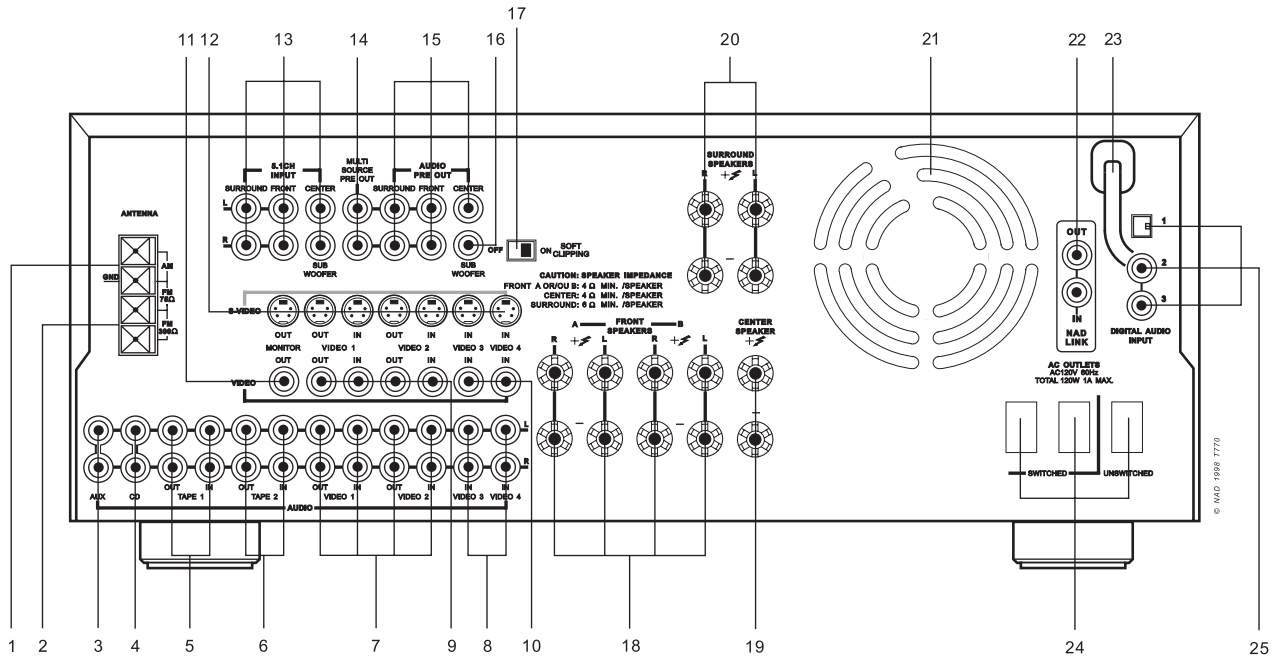 17
11 12 13 14 15 16 20 21 22 23
5.1CH INPUT
MULTI SOURCE PRE OUT
AUDIO PRE OUT
SURROUND FRONT CENTER
SURROUND FRONT CENTER
L
R
SUB WOOFER
SUB WOOFER
OFF
ON
SOFT CLIPPING
SURROUND SPEAKERS
R + L
–
ANTENNA
AM
GND
FM 75Ω
FM 300Ω
CAUTION: SPEAKER IMPEDANCE
FRONT A OR/OU B: 4 Ω MIN. /SPEAKER
CENTER: 4 Ω MIN. /SPEAKER
SURROUND: 6 Ω MIN. /SPEAKER
S-VIDEO
OUT OUT IN OUT IN IN IN
MONITOR VIDEO 1 VIDEO 2 VIDEO 3 VIDEO 4
OUT OUT IN OUT IN IN IN
VIDEO
A FRONT SPEAKERS B
R + L R + L
– –
CENTER SPEAKER
+
–
L
R
AUX CD OUT IN OUT IN OUT IN OUT IN IN IN
TAPE 1 TAPE 2 VIDEO 1 VIDEO 2 VIDEO 3 VIDEO 4
AUDIO
OUT
IN
NAD LINK
1
2
3
DIGITAL AUDIO INPUT
AC OUTLETS
AC120V 60Hz
TOTAL 120W 1A MAX.
SWITCHED UNSWITCHED
© NAD 1998 T770
1 2 3 4 5 6 7 9 8 10 18 19 24 25